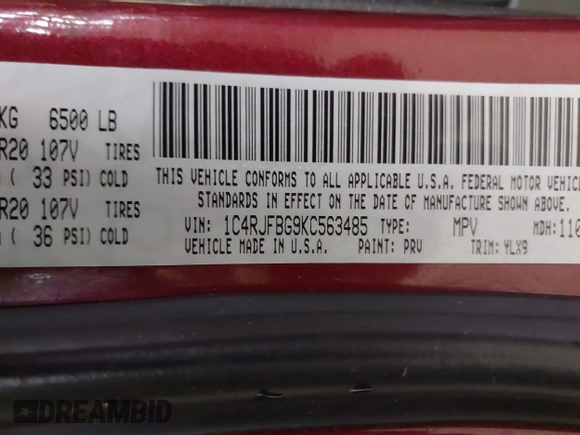 KG 6500 LB
R20 107V TIRES
( 33 PSI) COLD
R20 107V TIRES
( 36 PSI) COLD
THIS VEHICLE CONFORMS TO ALL APPLICABLE U.S.A. FEDERAL MOTOR VEHICLE
STANDARDS IN EFFECT ON THE DATE OF MANUFACTURE SHOWN ABOVE.
VIN: 1C4RJFBG9KC563485 TYPE: MPV MDH:110
VEHICLE MADE IN U.S.A. PAINT: PRV TRIM: YLX9
DREAMBID